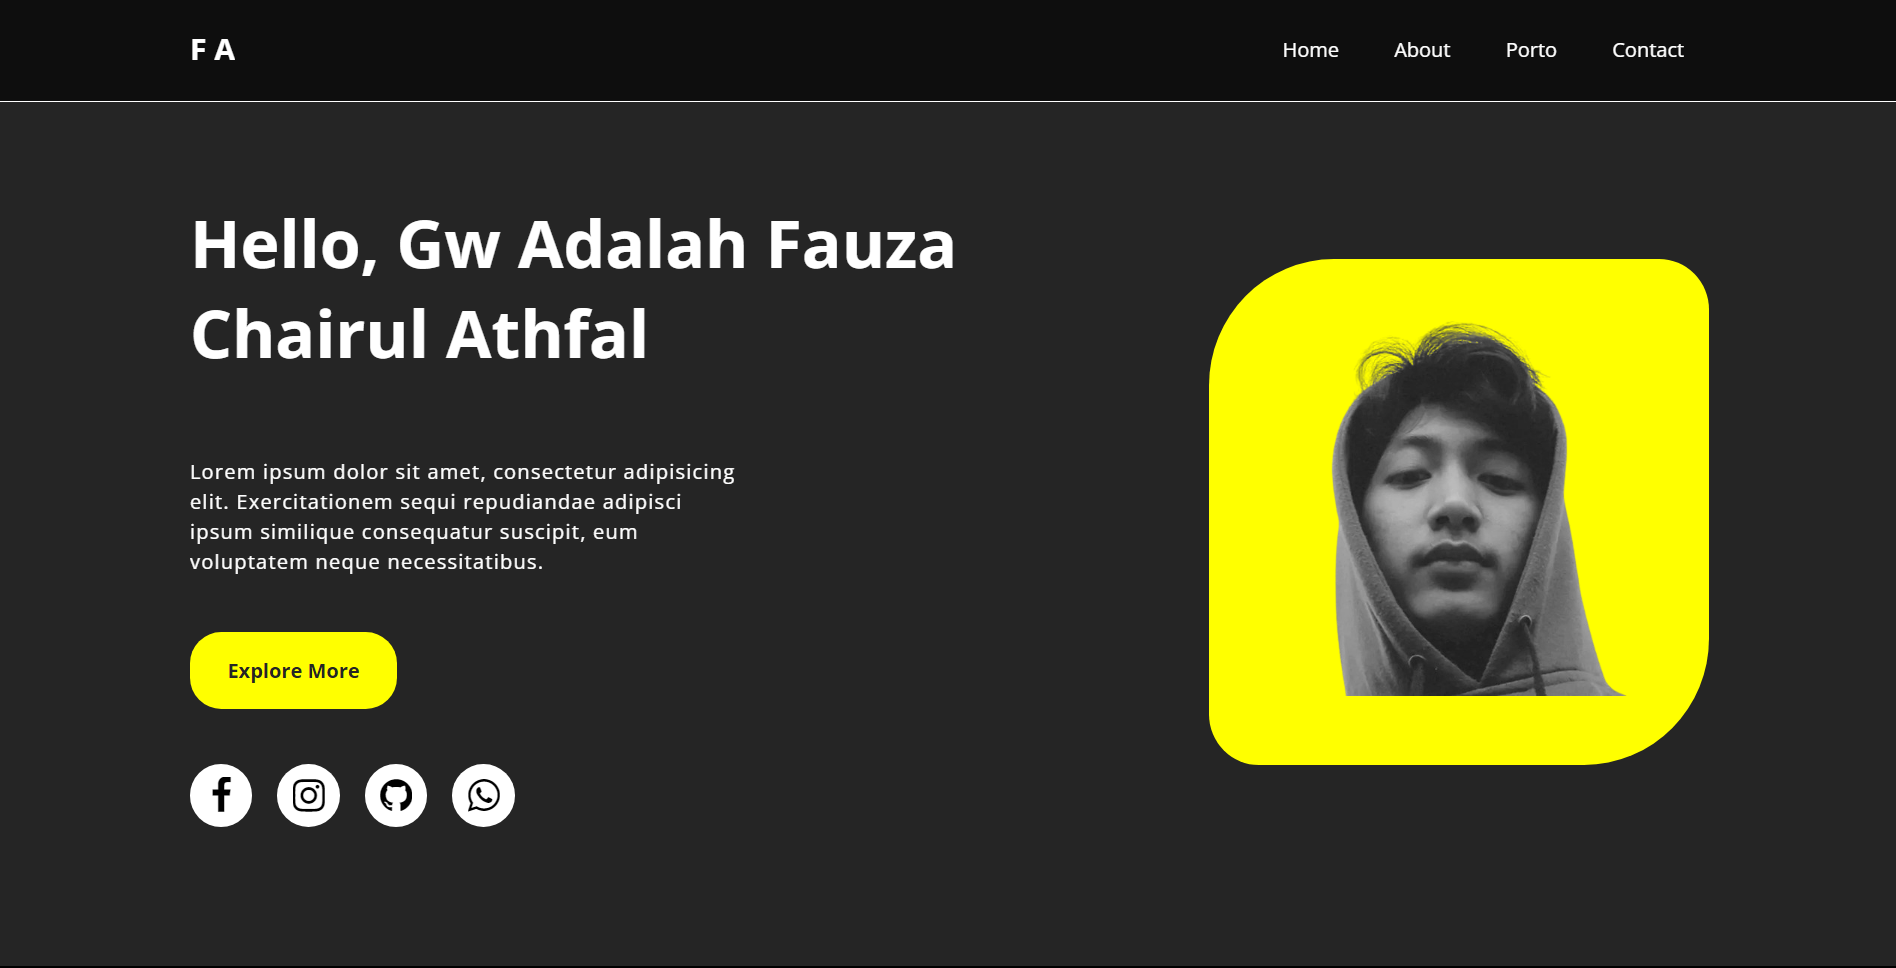 F A
Home About Porto Contact
Hello, Gw Adalah Fauza
Chairul Athfal
Lorem ipsum dolor sit amet, consectetur adipisicing
elit. Exercitationem sequi repudiandae adipisci
ipsum similique consequatur suscipit, eum
voluptatem neque necessitatibus.
Explore More